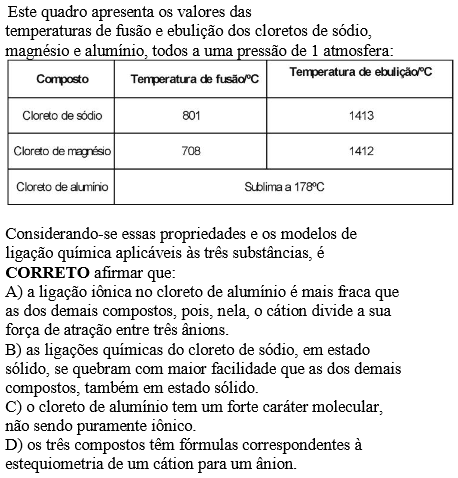 Este quadro apresenta os valores das
temperaturas de fusão e ebulição dos cloretos de sódio,
magnésio e alumínio, todos a uma pressão de 1 atmosfera:
Composto Temperatura de fusão/ºC Temperatura de ebulição/ºC
Cloreto de sódio 801 1413
Cloreto de magnésio 708 1412
Cloreto de alumínio Sublima a 178ºC
Considerando-se essas propriedades e os modelos de
ligação química aplicáveis às três substâncias, é
CORRETO afirmar que:
A) a ligação iônica no cloreto de alumínio é mais fraca que
as dos demais compostos, pois, nela, o cátion divide a sua
força de atração entre três ânions.
B) as ligações químicas do cloreto de sódio, em estado
sólido, se quebram com maior facilidade que as dos demais
compostos, também em estado sólido.
C) o cloreto de alumínio tem um forte caráter molecular,
não sendo puramente iônico.
D) os três compostos têm fórmulas correspondentes à
estequiometria de um cátion para um ânion.